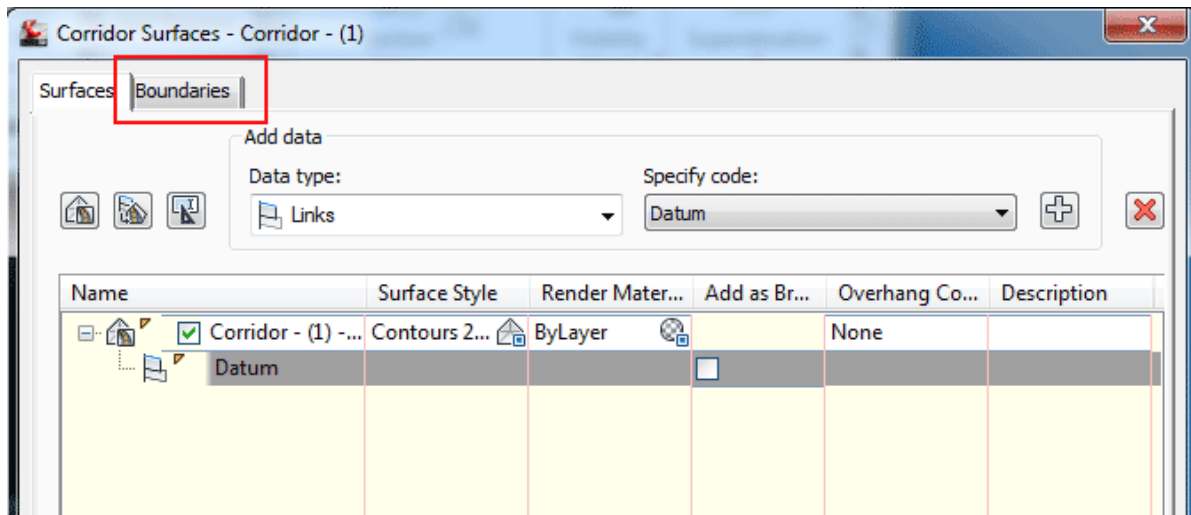 Corridor Surfaces - Corridor - (1)
Surfaces Boundaries
Add data
Data type: Specify code:
Links Datum
Name Surface Style Render Mater... Add as Br... Overhang Co... Description
Corridor - (1) -... Contours 2... ByLayer None
Datum